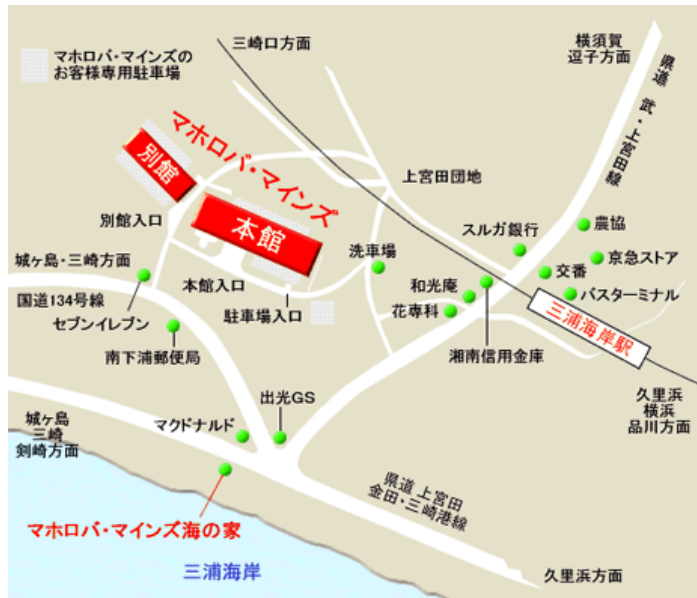 三崎口方面
横須賀
逗子方面
マホロバ・マインズの
お客様専用駐車場
県道 武・上宮田線
マホロバ・マインズ
別館
上宮田団地
本館
別館入口
スルガ銀行
農協
洗車場
京急ストア
城ヶ島・三崎方面
交番
本館入口
和光庵
バスターミナル
国道134号線
駐車場入口
花専科
セブンイレブン
三浦海岸駅
南下浦郵便局
湘南信用金庫
出光GS
久里浜
横浜
品川方面
城ヶ島
三崎
剣崎方面
マクドナルド
県道 上宮田
金田・三崎港線
マホロバ・マインズ海の家
三浦海岸
久里浜方面